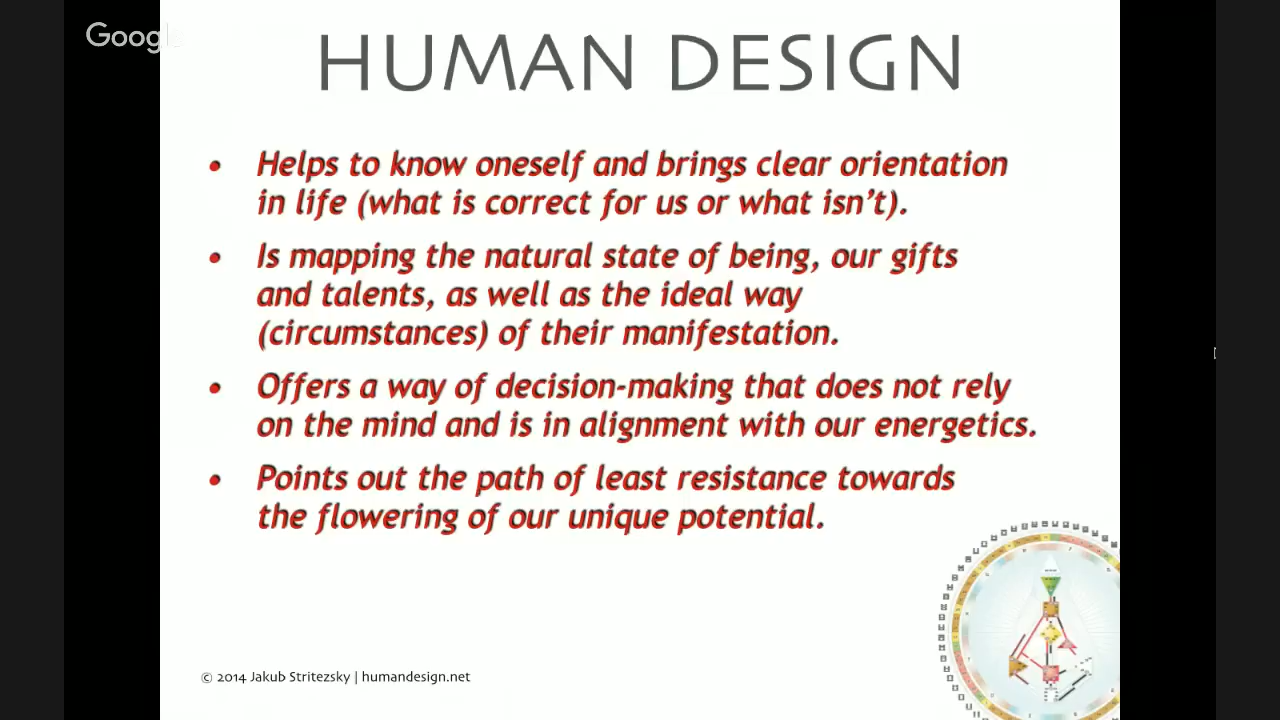 Google
HUMAN DESIGN
• Helps to know oneself and brings clear orientation
in life (what is correct for us or what isn’t).
• Is mapping the natural state of being, our gifts
and talents, as well as the ideal way
(circumstances) of their manifestation.
• Offers a way of decision-making that does not rely
on the mind and is in alignment with our energetics.
• Points out the path of least resistance towards
the flowering of our unique potential.
© 2014 Jakub Stritezsky | humandesign.net